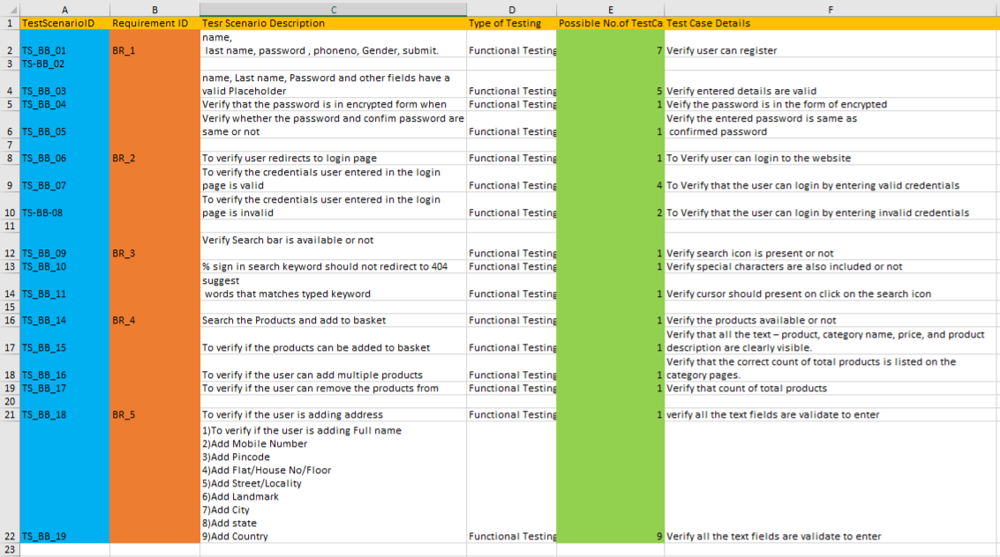 A B C D E F
1 TestScenarioID Requirement ID Tesr Scenario Description Type of Testing Possible No.of TestCa Test Case Details
name,
2 TS_BB_01 BR_1 last name, password , phoneno, Gender, submit. Functional Testing 7 Verify user can register
3 TS-BB_02
name, Last name, Password and other fields have a
4 TS_BB_03 valid Placeholder Functional Testing 5 Verify entered details are valid
5 TS_BB_04 Verify that the password is in encrypted form when Functional Testing 1 Veify the password is in the form of encrypted
Verify whether the password and confim password are Verify the entered password is same as
6 TS_BB_05 same or not Functional Testing 1 confirmed password
7
8 TS_BB_06 BR_2 To verify user redirects to login page Functional Testing 1 To Verify user can login to the website
To verify the credentials user entered in the login
9 TS_BB_07 page is valid Functional Testing 4 To Verify that the user can login by entering valid credentials
To verify the credentials user entered in the login
10 TS-BB-08 page is invalid Functional Testing 2 To Verify that the user can login by entering invalid credentials
11
Verify Search bar is available or not
12 TS_BB_09 BR_3 Functional Testing 1 Verify search icon is present or not
13 TS_BB_10 % sign in search keyword should not redirect to 404 Functional Testing 1 Verify special characters are also included or not
suggest
14 TS_BB_11 words that matches typed keyword Functional Testing 1 Verify cursor should present on click on the search icon
15
16 TS_BB_14 BR_4 Search the Products and add to basket Functional Testing 1 Verify the products available or not
Verify that all the text – product, category name, price, and product
17 TS_BB_15 To verify if the products can be added to basket Functional Testing 1 description are clearly visible.
Verify that the correct count of total products is listed on the
18 TS_BB_16 To verify if the user can add multiple products Functional Testing 1 category pages.
19 TS_BB_17 To verify if the user can remove the products from Functional Testing 1 Verify that count of total products
20
21 TS_BB_18 BR_5 To verify if the user is adding address Functional Testing 1 verify all the text fields are validate to enter
1)To verify if the user is adding Full name
2)Add Mobile Number
3)Add Pincode
4)Add Flat/House No/Floor
5)Add Street/Locality
6)Add Landmark
7)Add City
8)Add state
22 TS_BB_19 9)Add Country Functional Testing 9 Verify all the text fields are validate to enter
23